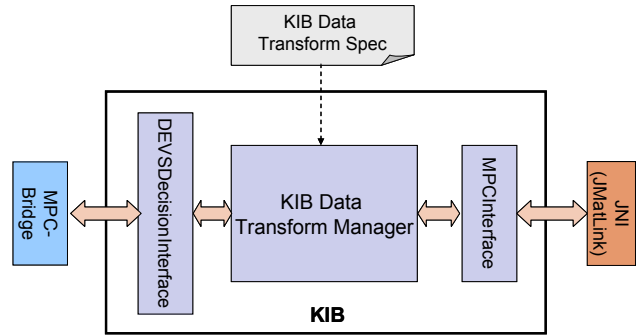 KIB Data
Transform Spec
DEVSDecisionInterface
KIB Data
Transform Manager
MPCInterface
MPC-
Bridge
JNI
(JMatLink)
KIB